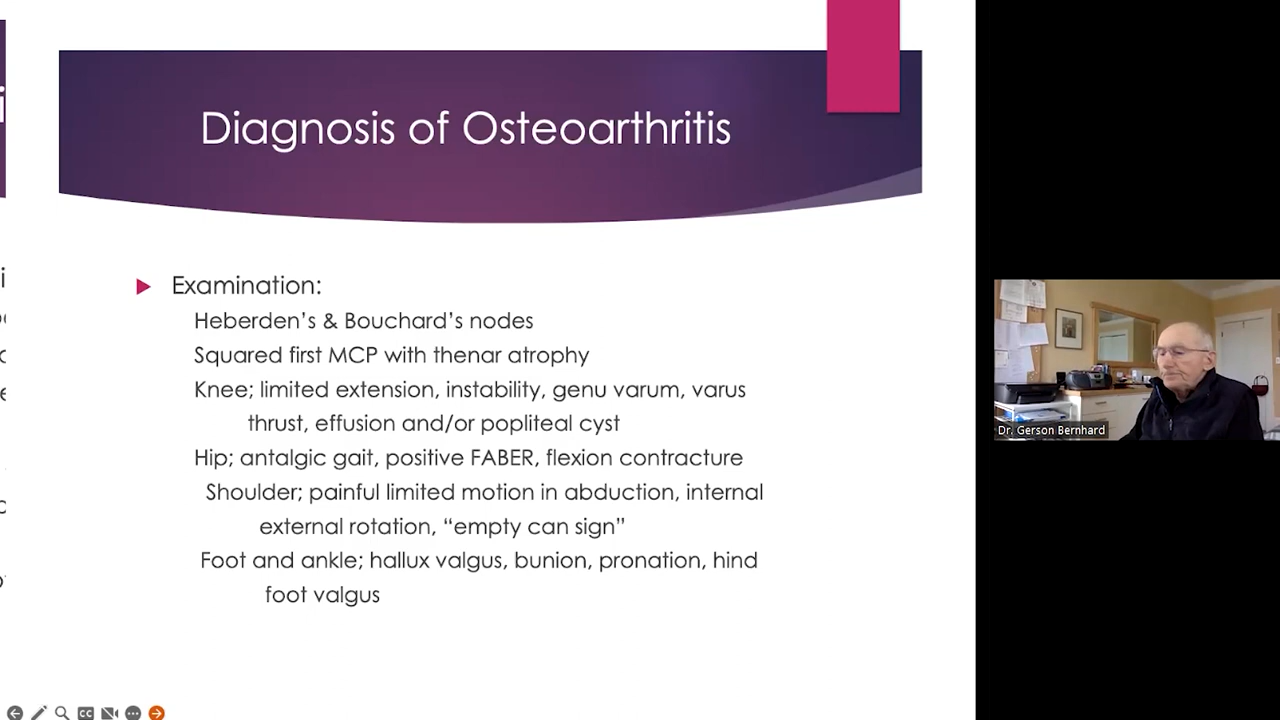 Diagnosis of Osteoarthritis
Examination:
Heberden's & Bouchard's nodes
Squared first MCP with thenar atrophy
Knee; limited extension, instability, genu varum, varus
thrust, effusion and/or popliteal cyst
Hip; antalgic gait, positive FABER, flexion contracture
Shoulder; painful limited motion in abduction, internal
external rotation, “empty can sign”
Foot and ankle; hallux valgus, bunion, pronation, hind
foot valgus
CC
Dr. Gerson Bernhard